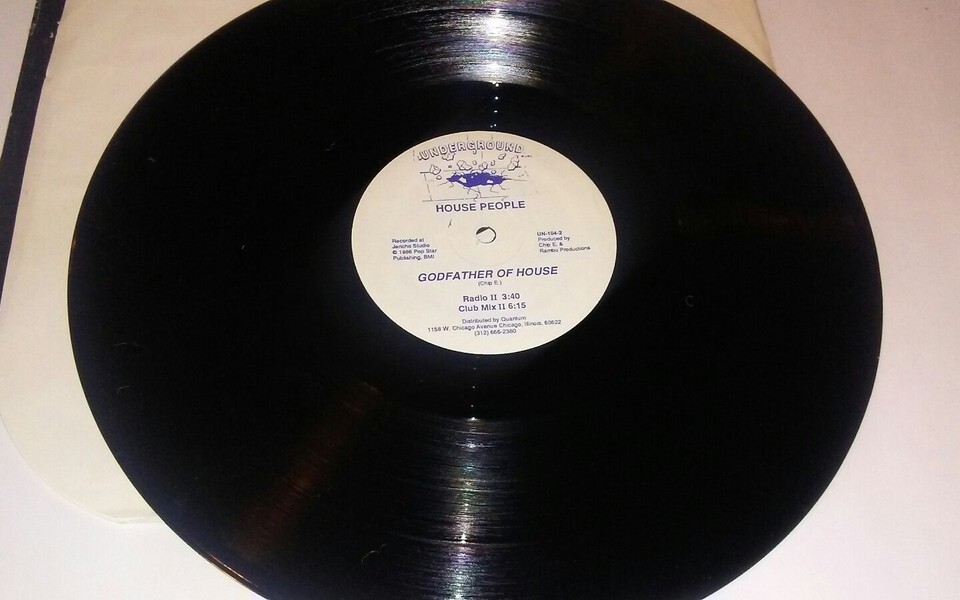 UNDERGROUND
HOUSE PEOPLE
Recorded at
Jericho Studio
© 1986 Pop Star
Publishing, BMI
UN-104-2
Produced by
Chip E. &
Rambo Productions
GODFATHER OF HOUSE
(Chip E.)
Radio II 3:40
Club Mix II 6:15
Distributed by Quantum
1158 W. Chicago Avenue Chicago, Illinois, 60622
(312) 666-2380